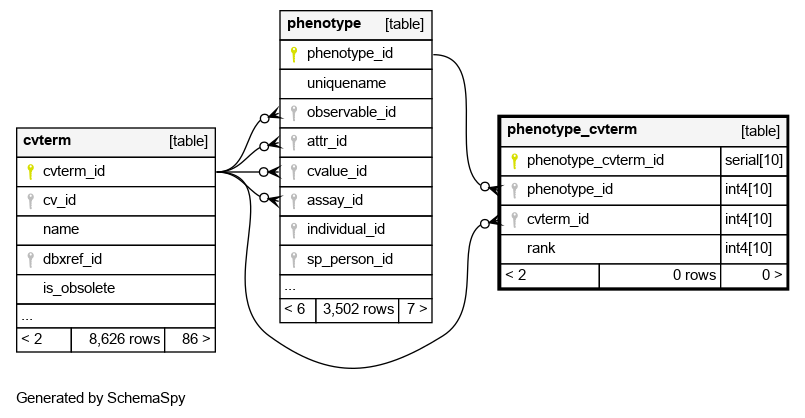 cvterm [table]
cvterm_id
cv_id
name
dbxref_id
is_obsolete
...
< 2 8,626 rows 86 >
phenotype [table]
phenotype_id
uniquename
observable_id
attr_id
cvalue_id
assay_id
individual_id
sp_person_id
...
< 6 3,502 rows 7 >
phenotype_cvterm [table]
phenotype_cvterm_id serial[10]
phenotype_id int4[10]
cvterm_id int4[10]
rank int4[10]
< 2 0 rows 0 >
Generated by SchemaSpy